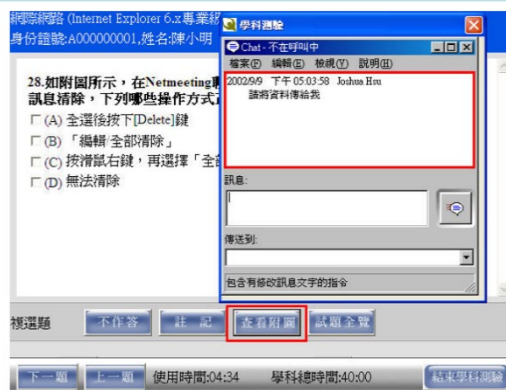 網際網路 (Internet Explorer 6.x專業級
身份證號:A000000001,姓名:陳小明
28.如附圖所示，在Netmeeting
訊息清除，下列哪些操作方式
(A) 全選後按下[Delete]鍵
(B) 「編輯/全部清除」
(C) 按滑鼠右鍵，再選擇「全
(D) 無法清除
學科測驗
Chat - 不在呼叫中
檔案(F) 編輯(E) 檢視(V) 說明(H)
2002/9/9 下午 05:03:58 Joshua Hsu
請將資料傳給我
訊息:
傳送到:
包含有修改訊息文字的指令
複選題 不作答 註 記 查看附圖 試題全覽
下一題 上一題 使用時間:04:34 學科總時間:40:00 結束學科測驗